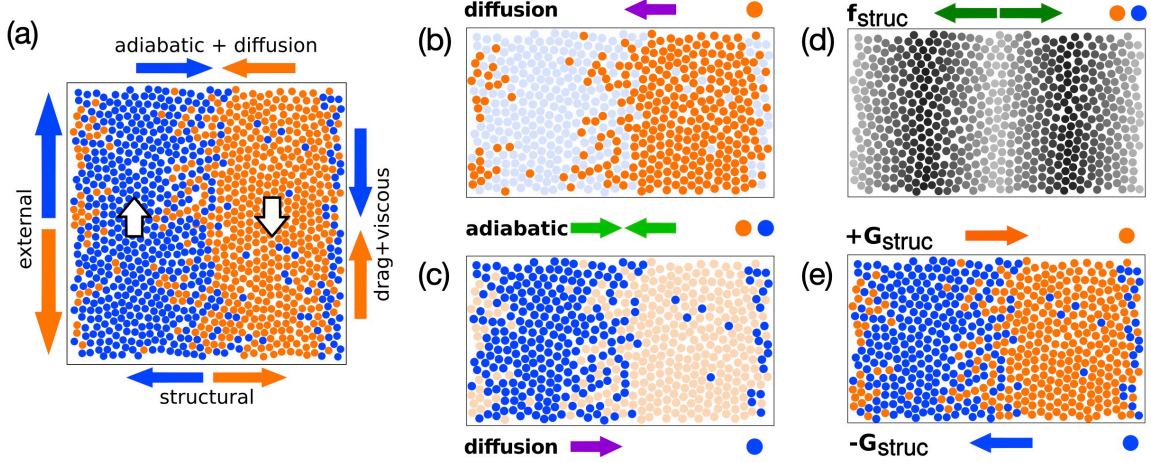 (a)
adiabatic + diffusion
external
drag+viscous
structural
(b)
diffusion
(c)
adiabatic
diffusion
(d)
fstruc
(e)
+Gstruc
-Gstruc